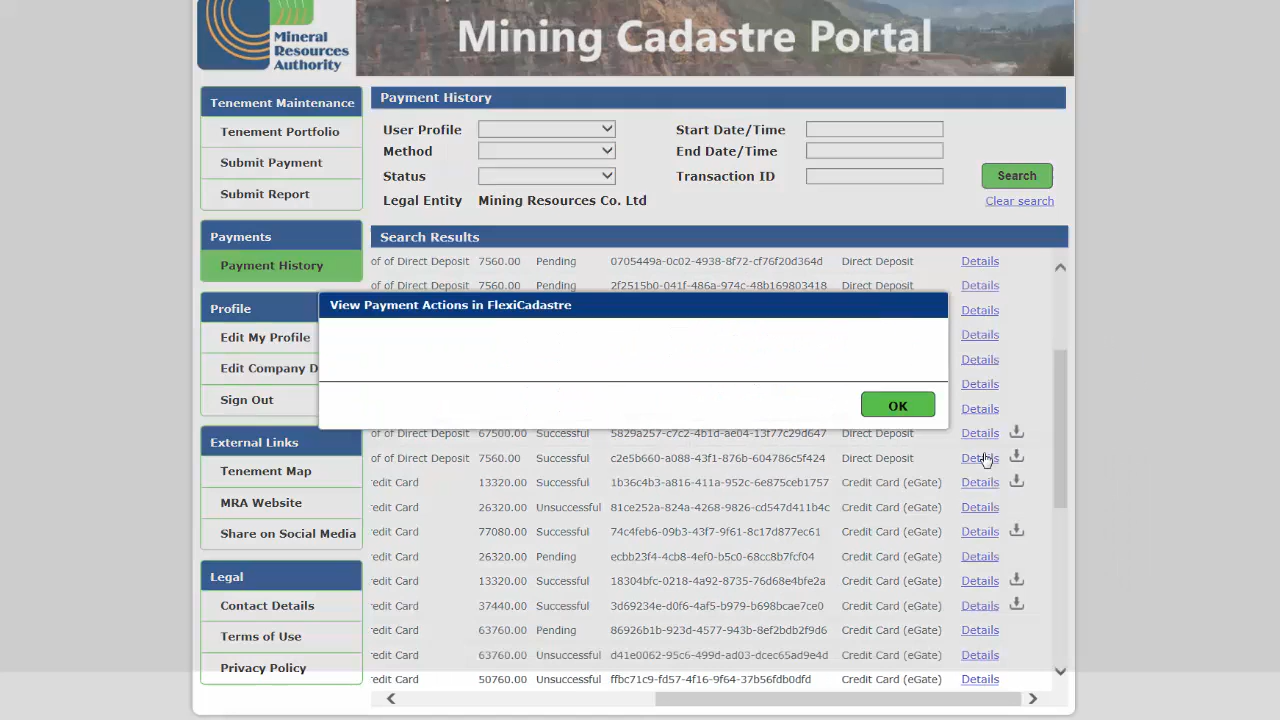 Mineral
Resources
Authority
Mining Cadastre Portal
Tenement Maintenance
Tenement Portfolio
Submit Payment
Submit Report
Payments
Payment History
Profile
Edit My Profile
Edit Company D
Sign Out
External Links
Tenement Map
MRA Website
Share on Social Media
Legal
Contact Details
Terms of Use
Privacy Policy
Payment History
User Profile Start Date/Time
Method End Date/Time
Status Transaction ID Search
Legal Entity Mining Resources Co. Ltd Clear search
Search Results
of of Direct Deposit 7560.00 Pending 0705449a-0c02-4938-8f72-cf76f20d364d Direct Deposit Details
of of Direct Deposit 7560.00 Pending 2f2515b0-041f-486a-974c-48b169803418 Direct Deposit Details
Details
Details
Details
Details
Details
View Payment Actions in FlexiCadastre
OK
of of Direct Deposit 67500.00 Successful 5829a257-c7c2-4b1d-ae04-13f77c29d647 Direct Deposit Details
of of Direct Deposit 7560.00 Successful c2e5b660-a088-43f1-876b-604786c5f424 Direct Deposit Details
redit Card 13320.00 Successful 1b36c4b3-a816-411a-952c-6e875ceb1757 Credit Card (eGate) Details
redit Card 26320.00 Unsuccessful 81ce252a-824a-4268-9826-cd547d411b4c Credit Card (eGate) Details
redit Card 77080.00 Successful 74c4feb6-09b3-43f7-9f61-8c17d877ec61 Credit Card (eGate) Details
redit Card 26320.00 Pending ecbb23f4-4cb8-4ef0-b5c0-68cc8b7fcf04 Credit Card (eGate) Details
redit Card 13320.00 Successful 18304bfc-0218-4a92-8735-76d68e4bfe2a Credit Card (eGate) Details
redit Card 37440.00 Successful 3d69234e-d0f6-4af5-b979-b698bcae7ce0 Credit Card (eGate) Details
redit Card 63760.00 Pending 86926b1b-923d-4577-943b-8ef2bdb2f9d6 Credit Card (eGate) Details
redit Card 63760.00 Unsuccessful d41e0062-95c6-499d-ad03-dcec65ad9e4d Credit Card (eGate) Details
redit Card 50760.00 Unsuccessful ffbc71c9-fd57-4f16-9f64-37b56fdb0dfd Credit Card (eGate) Details